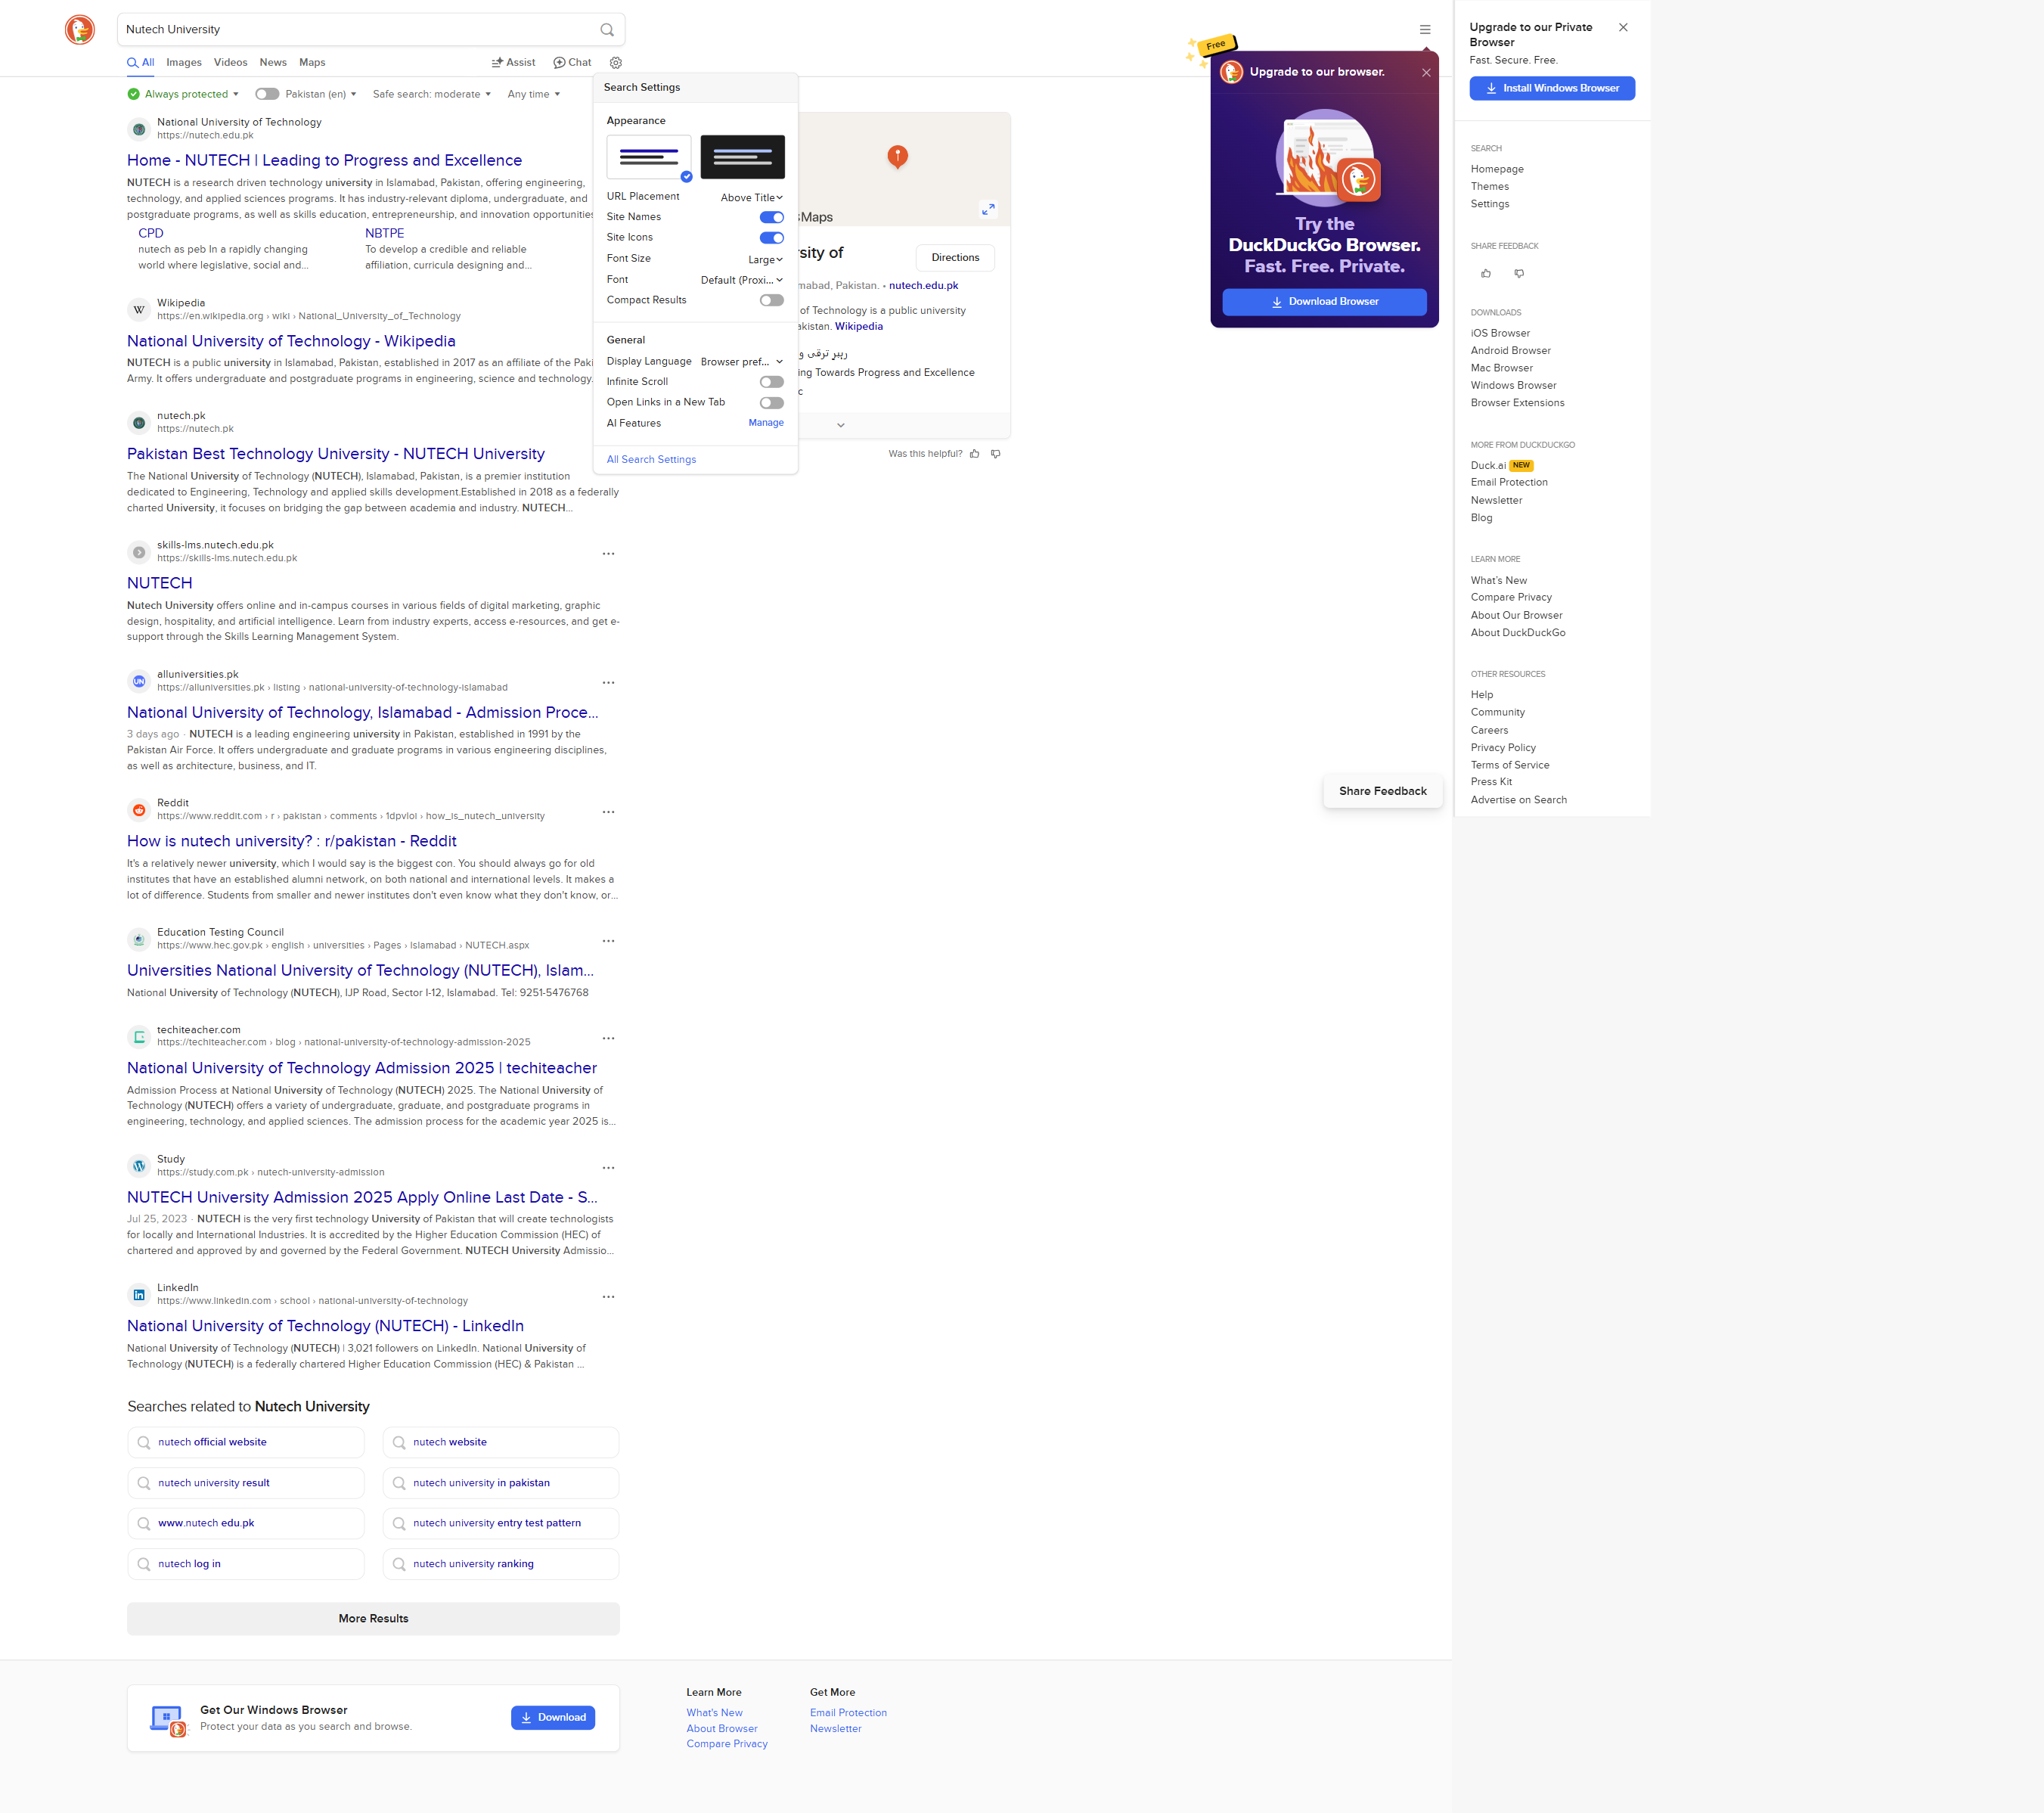 Nutech University
All
Images
Videos
News
Maps
Assist
Chat
Always protected
Pakistan (en)
Safe search: moderate
Any time
National University of Technology
https://nutech.edu.pk
Home - NUTECH | Leading to Progress and Excellence
NUTECH is a research driven technology university in Islamabad, Pakistan, offering engineering,
technology, and applied sciences programs. It has industry-relevant diploma, undergraduate, and
postgraduate programs, as well as skills education, entrepreneurship, and innovation opportunities
CPD
nutech as peb In a rapidly changing
world where legislative, social and...
NBTPE
To develop a credible and reliable
affiliation, curricula designing and...
Wikipedia
https://en.wikipedia.org › wiki › National_University_of_Technology
National University of Technology - Wikipedia
NUTECH is a public university in Islamabad, Pakistan, established in 2017 as an affiliate of the Paki
Army. It offers undergraduate and postgraduate programs in engineering, science and technology.
nutech.pk
https://nutech.pk
Pakistan Best Technology University - NUTECH University
The National University of Technology (NUTECH), Islamabad, Pakistan, is a premier institution
dedicated to Engineering, Technology and applied skills development.Established in 2018 as a federally
charted University, it focuses on bridging the gap between academia and industry. NUTECH...
skills-lms.nutech.edu.pk
https://skills-lms.nutech.edu.pk
NUTECH
Nutech University offers online and in-campus courses in various fields of digital marketing, graphic
design, hospitality, and artificial intelligence. Learn from industry experts, access e-resources, and get e-
support through the Skills Learning Management System.
alluniversities.pk
https://alluniversities.pk › listing › national-university-of-technology-islamabad
National University of Technology, Islamabad - Admission Proce...
3 days ago · NUTECH is a leading engineering university in Pakistan, established in 1991 by the
Pakistan Air Force. It offers undergraduate and graduate programs in various engineering disciplines,
as well as architecture, business, and IT.
Reddit
https://www.reddit.com › r › pakistan › comments › 1dpvloi › how_is_nutech_university
How is nutech university? : r/pakistan - Reddit
It's a relatively newer university, which I would say is the biggest con. You should always go for old
institutes that have an established alumni network, on both national and international levels. It makes a
lot of difference. Students from smaller and newer institutes don't even know what they don't know, or...
Education Testing Council
https://www.hec.gov.pk › english › universities › Pages › Islamabad › NUTECH.aspx
Universities National University of Technology (NUTECH), Islam...
National University of Technology (NUTECH), IJP Road, Sector I-12, Islamabad. Tel: 9251-5476768
techiteacher.com
https://techiteacher.com › blog › national-university-of-technology-admission-2025
National University of Technology Admission 2025 | techiteacher
Admission Process at National University of Technology (NUTECH) 2025. The National University of
Technology (NUTECH) offers a variety of undergraduate, graduate, and postgraduate programs in
engineering, technology, and applied sciences. The admission process for the academic year 2025 is...
Study
https://study.com.pk › nutech-university-admission
NUTECH University Admission 2025 Apply Online Last Date - S...
Jul 25, 2023 · NUTECH is the very first technology University of Pakistan that will create technologists
for locally and International Industries. It is accredited by the Higher Education Commission (HEC) of
chartered and approved by and governed by the Federal Government. NUTECH University Admissio...
LinkedIn
https://www.linkedin.com › school › national-university-of-technology
National University of Technology (NUTECH) - LinkedIn
National University of Technology (NUTECH) | 3,021 followers on LinkedIn. National University of
Technology (NUTECH) is a federally chartered Higher Education Commission (HEC) & Pakistan ...
Searches related to Nutech University
nutech official website
nutech website
nutech university result
nutech university in pakistan
www.nutech edu.pk
nutech university entry test pattern
nutech log in
nutech university ranking
More Results
Get Our Windows Browser
Protect your data as you search and browse.
Download
Learn More
What's New
About Browser
Compare Privacy
Get More
Email Protection
Newsletter
Search Settings
Appearance
URL Placement
Above Title
Site Names
Site Icons
Font Size
Large
Font
Default (Proxi...
Compact Results
General
Display Language
Browser pref...
Infinite Scroll
Open Links in a New Tab
AI Features
Manage
All Search Settings
Maps
sity of
Directions
mabad, Pakistan. • nutech.edu.pk
of Technology is a public university
akistan. Wikipedia
رہبر ترقی و
ing Towards Progress and Excellence
c
Was this helpful?
Free
Upgrade to our browser.
Try the
DuckDuckGo Browser.
Fast. Free. Private.
Download Browser
Share Feedback
Upgrade to our Private
Browser
Fast. Secure. Free.
Install Windows Browser
SEARCH
Homepage
Themes
Settings
SHARE FEEDBACK
DOWNLOADS
iOS Browser
Android Browser
Mac Browser
Windows Browser
Browser Extensions
MORE FROM DUCKDUCKGO
Duck.ai NEW
Email Protection
Newsletter
Blog
LEARN MORE
What's New
Compare Privacy
About Our Browser
About DuckDuckGo
OTHER RESOURCES
Help
Community
Careers
Privacy Policy
Terms of Service
Press Kit
Advertise on Search